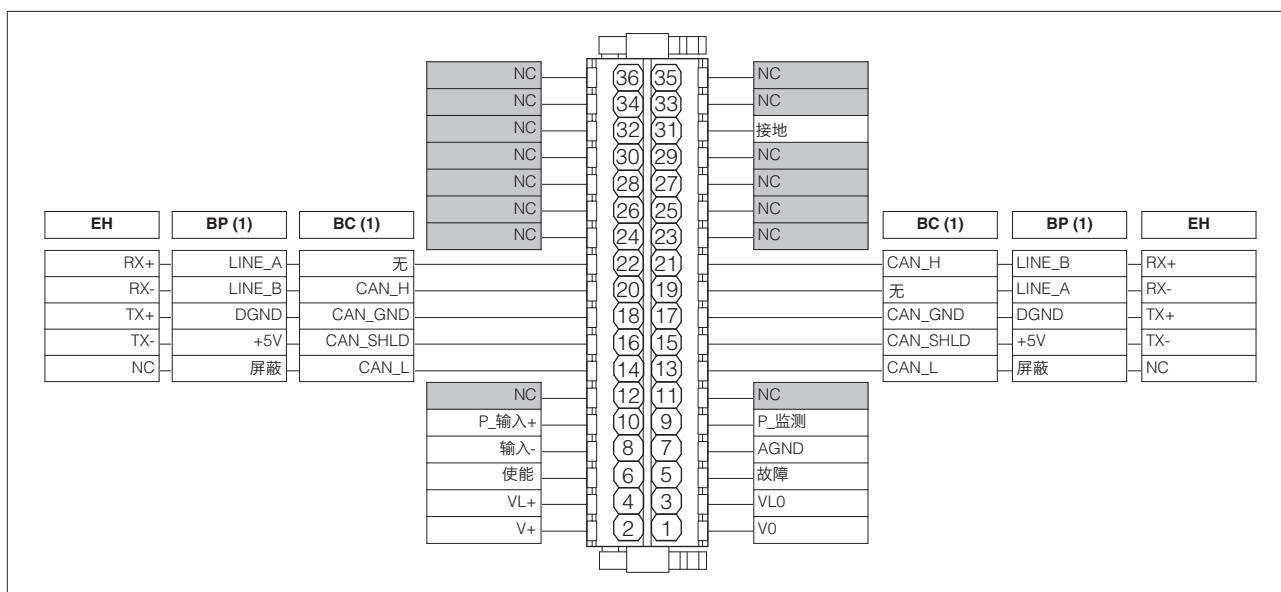 NC 36 35 NC
NC 34 33 NC
NC 32 31 接地
NC 30 29 NC
NC 28 27 NC
NC 26 25 NC
NC 24 23 NC
EH BP (1) BC (1) BC (1) BP (1) EH
RX+ LINE_A 无 22 21 CAN_H LINE_B RX+
RX- LINE_B CAN_H 20 19 无 LINE_A RX-
TX+ DGND CAN_GND 18 17 CAN_GND DGND TX+
TX- +5V CAN_SHLD 16 15 CAN_SHLD +5V TX-
NC 屏蔽 CAN_L 14 13 CAN_L 屏蔽 NC
NC 12 11 NC
P_输入+ 10 9 P_监测
输入- 8 7 AGND
使能 6 5 故障
VL+ 4 3 VL0
V+ 2 1 V0